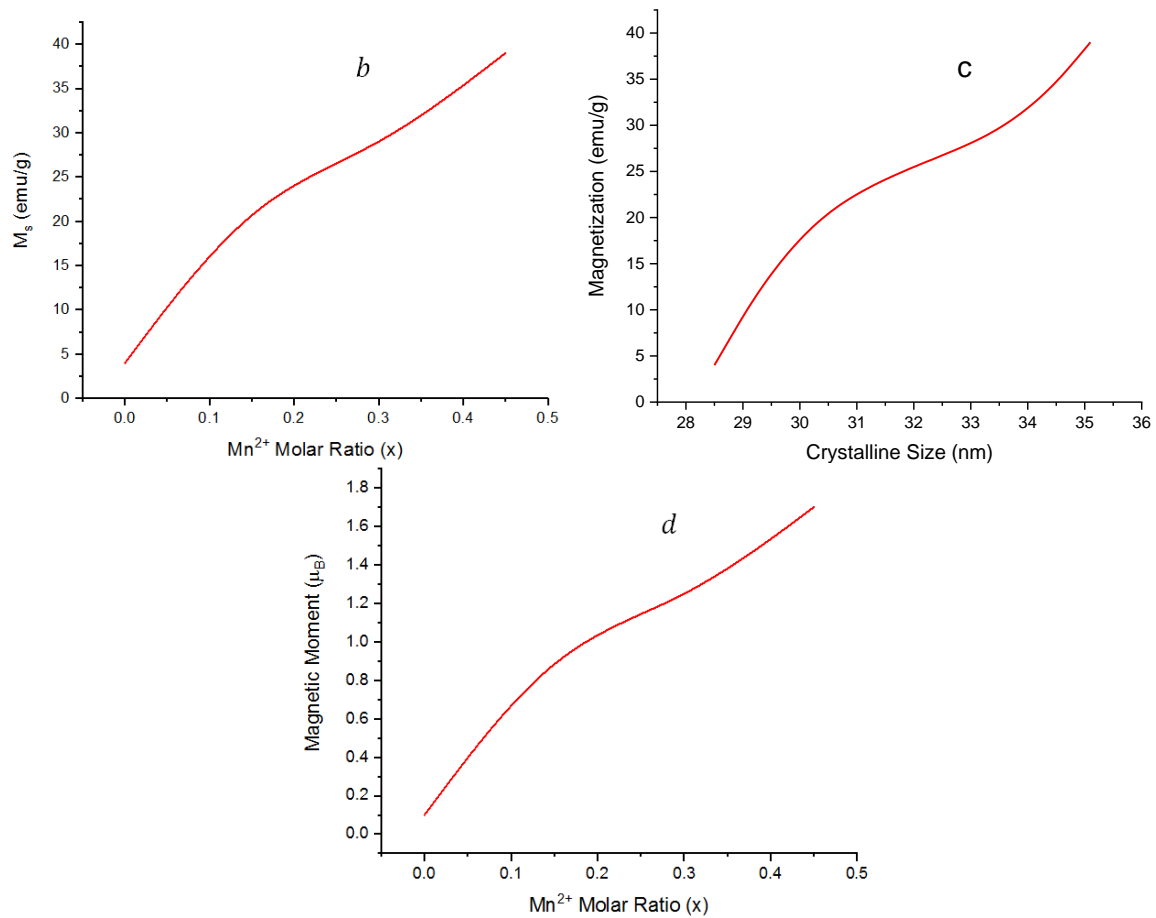 b
M_s (emu/g)
40
35
30
25
20
15
10
5
0
0.0 0.1 0.2 0.3 0.4 0.5
Mn²⁺ Molar Ratio (x)
c
Magnetization (emu/g)
40
35
30
25
20
15
10
5
0
28 29 30 31 32 33 34 35 36
Crystalline Size (nm)
d
Magnetic Moment (μ_B)
1.8
1.6
1.4
1.2
1.0
0.8
0.6
0.4
0.2
0.0
0.0 0.1 0.2 0.3 0.4 0.5
Mn²⁺ Molar Ratio (x)